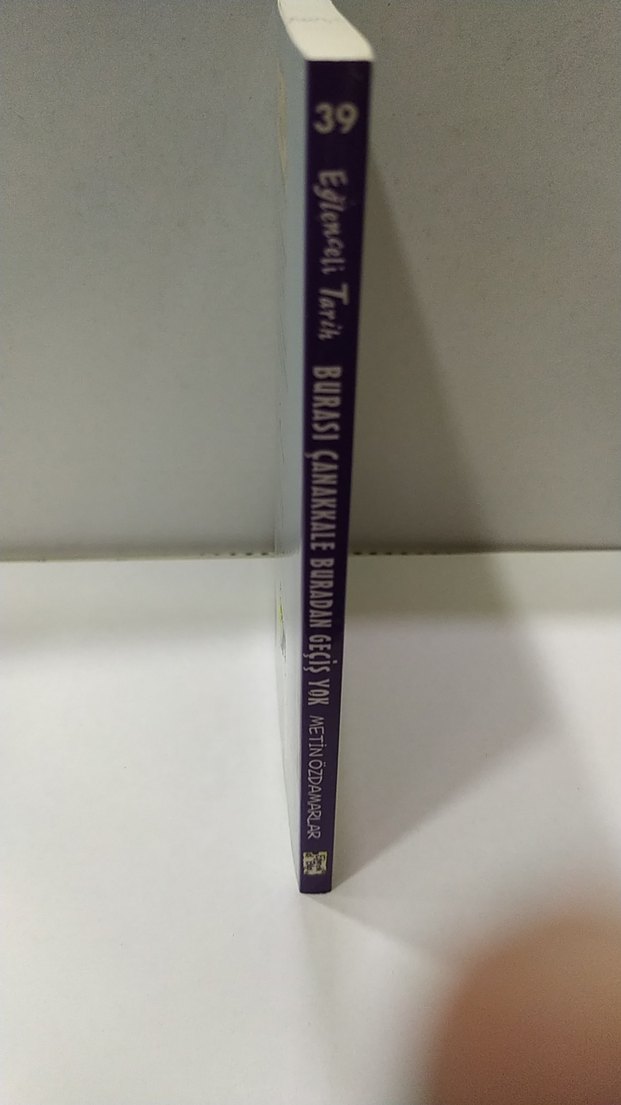 39
Eğlenceli Tarih
BURASI ÇANAKKALE BURADAN GEÇİŞ YOK
METİN ÖZDAMARLAR